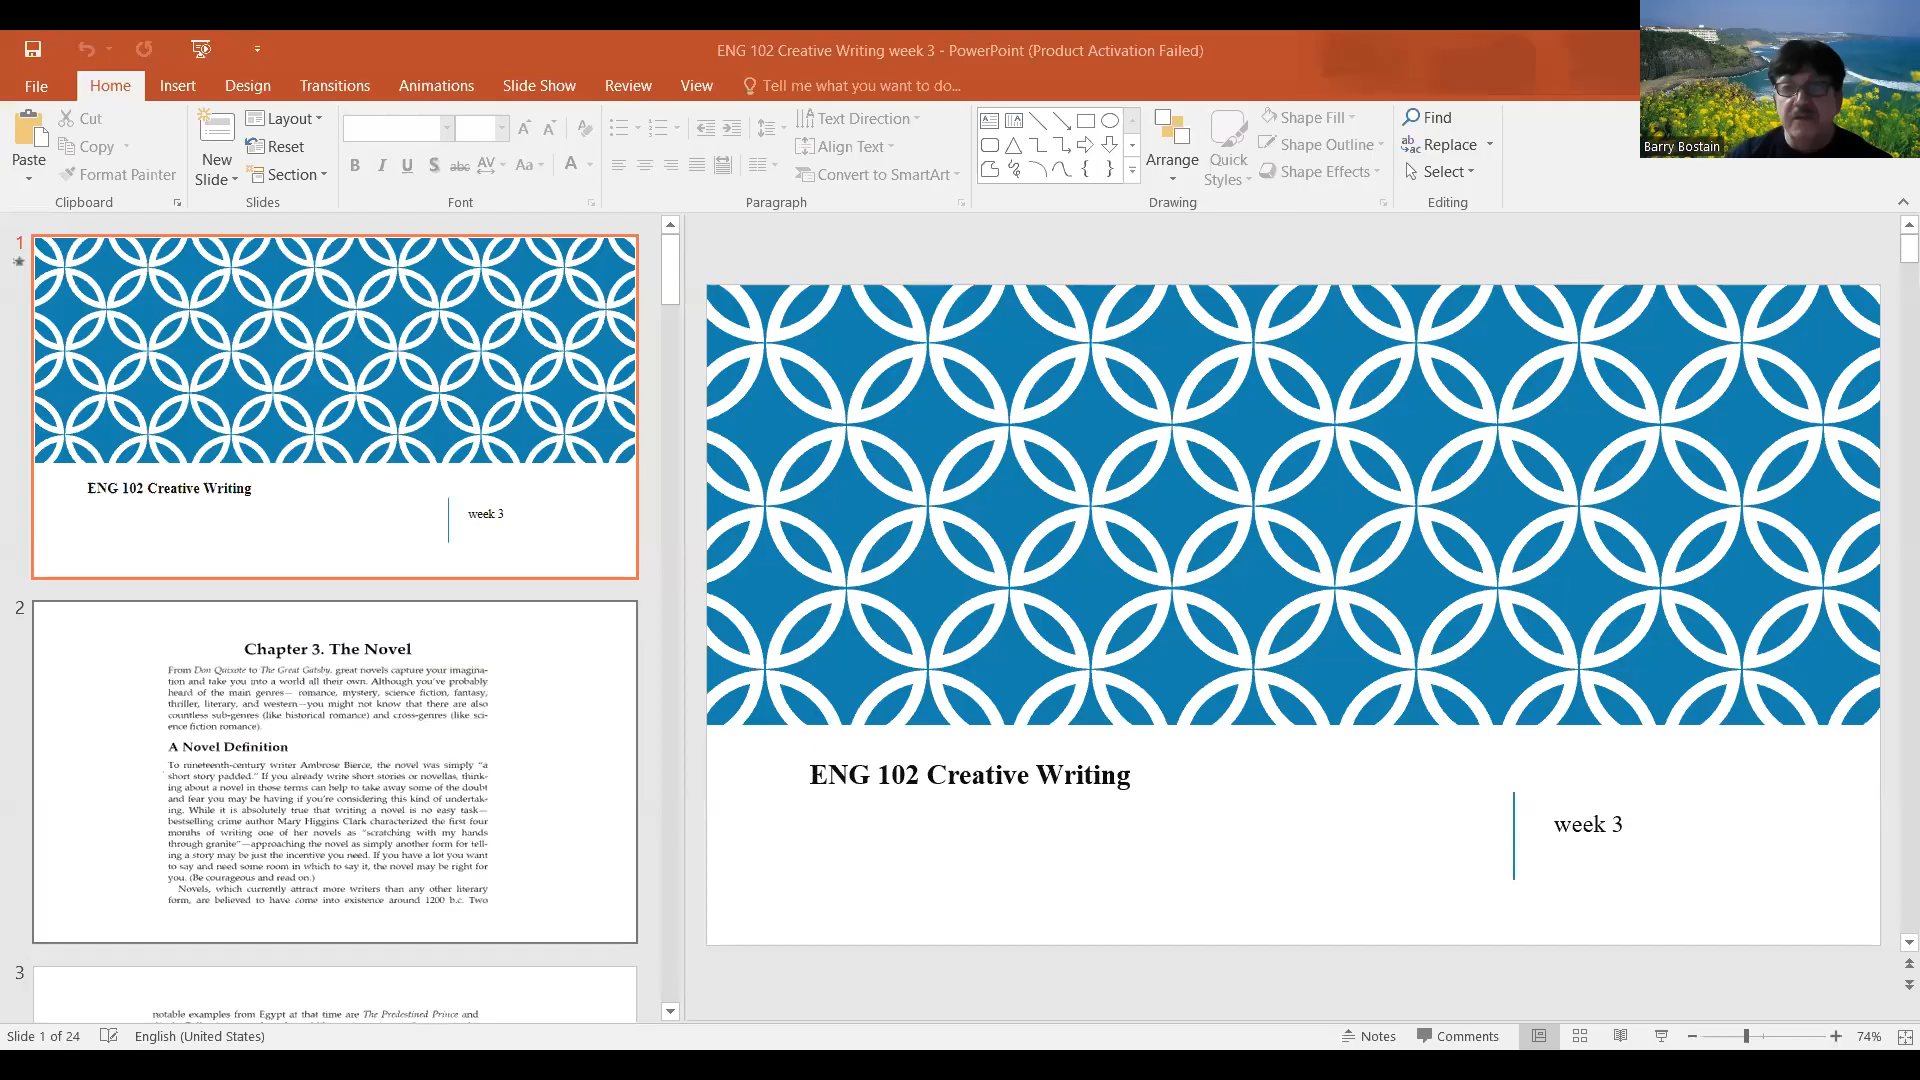 ENG 102 Creative Writing week 3 - PowerPoint (Product Activation Failed)
File Home Insert Design Transitions Animations Slide Show Review View Tell me what you want to do...
Barry Bostain
Paste
Cut
Copy
Format Painter
Clipboard
New
Slide
Layout
Reset
Section
Slides
B I U S abc AV Aa A
Font
Text Direction
Align Text
Convert to SmartArt
Paragraph
Arrange
Quick
Styles
Shape Fill
Shape Outline
Shape Effects
Drawing
Find
Replace
Select
Editing
1
ENG 102 Creative Writing
week 3
2
Chapter 3. The Novel
From Don Quixote to The Great Gatsby, great novels capture your imagina-
tion and take you into a world all their own. Although you've probably
heard of the main genres— romance, mystery, science fiction, fantasy,
thriller, literary, and western—you might not know that there are also
countless sub-genres (like historical romance) and cross-genres (like sci-
ence fiction romance).
A Novel Definition
To nineteenth-century writer Ambrose Bierce, the novel was simply "a
short story padded." If you already write short stories or novellas, think-
ing about a novel in those terms can help to take away some of the doubt
and fear you may be having if you're considering this kind of undertak-
ing. While it is absolutely true that writing a novel is no easy task—
bestselling crime author Mary Higgins Clark characterized the first four
months of writing one of her novels as "scratching with my hands
through granite"—approaching the novel as simply another form for tell-
ing a story may be just the incentive you need. If you have a lot you want
to say and need some room in which to say it, the novel may be right for
you. (Be courageous and read on.)
Novels, which currently attract more writers than any other literary
form, are believed to have come into existence around 1200 b.c. Two
3
notable examples from Egypt at that time are The Predestined Prince and
ENG 102 Creative Writing
week 3
Slide 1 of 24 English (United States) Notes Comments 74%